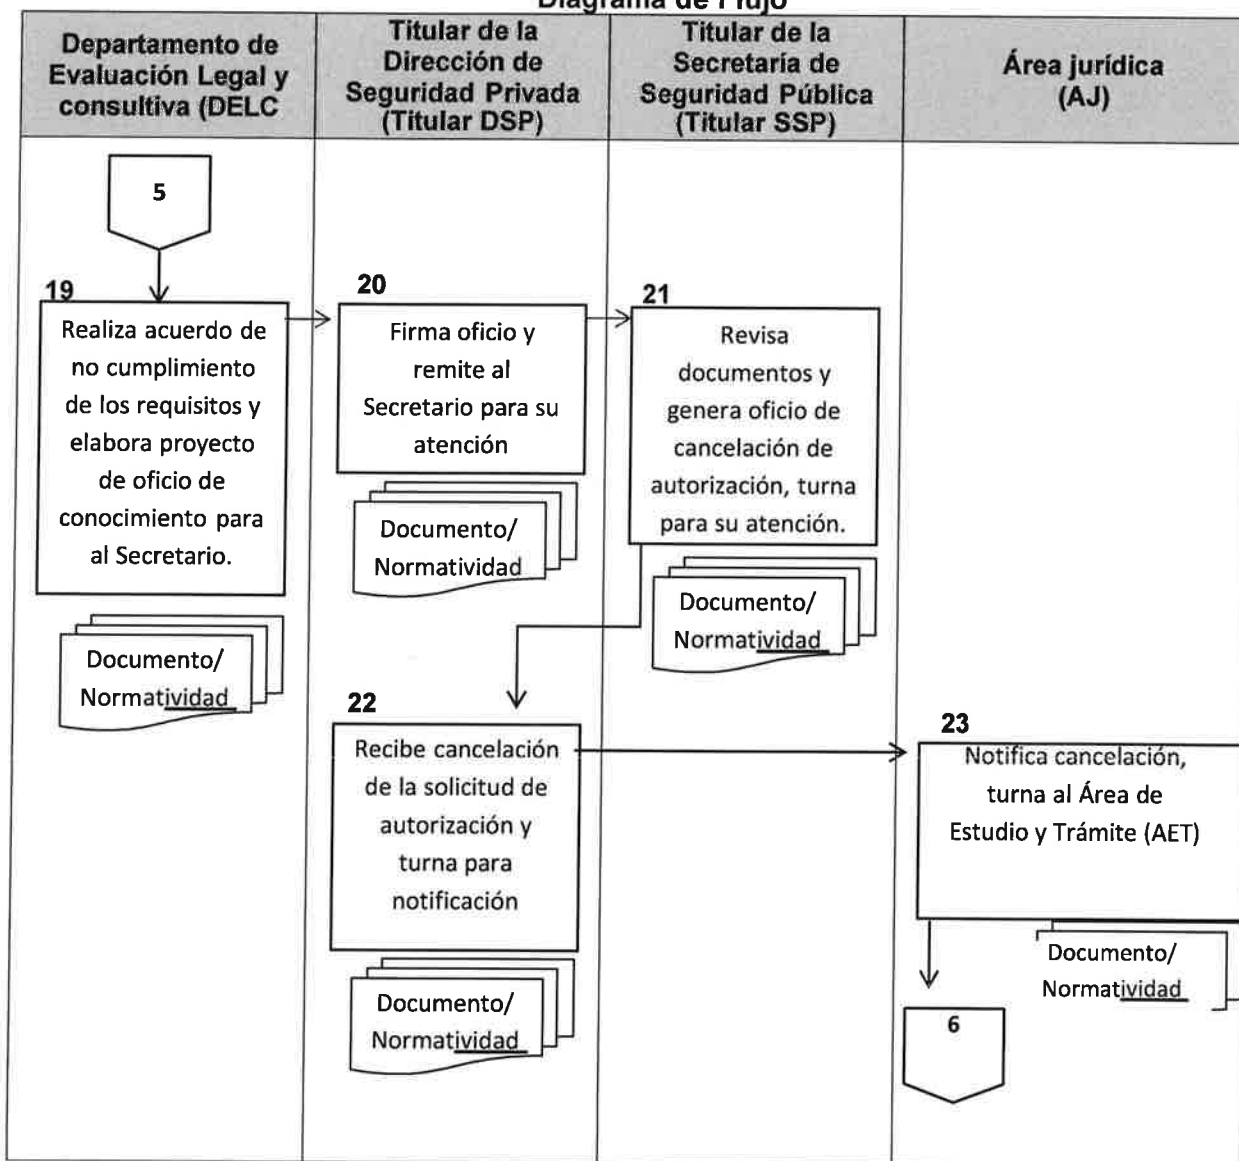 Diagrama de Flujo
Departamento de
Evaluación Legal y
consultiva (DELC
Titular de la
Dirección de
Seguridad Privada
(Titular DSP)
Titular de la
Secretaría de
Seguridad Pública
(Titular SSP)
Área jurídica
(AJ)
5
19
Realiza acuerdo de
no cumplimiento
de los requisitos y
elabora proyecto
de oficio de
conocimiento para
al Secretario.
Documento/
Normatividad
20
Firma oficio y
remite al
Secretario para su
atención
Documento/
Normatividad
21
Revisa
documentos y
genera oficio de
cancelación de
autorización, turna
para su atención.
Documento/
Normatividad
22
Recibe cancelación
de la solicitud de
autorización y
turna para
notificación
Documento/
Normatividad
23
Notifica cancelación,
turna al Área de
Estudio y Trámite (AET)
Documento/
Normatividad
6